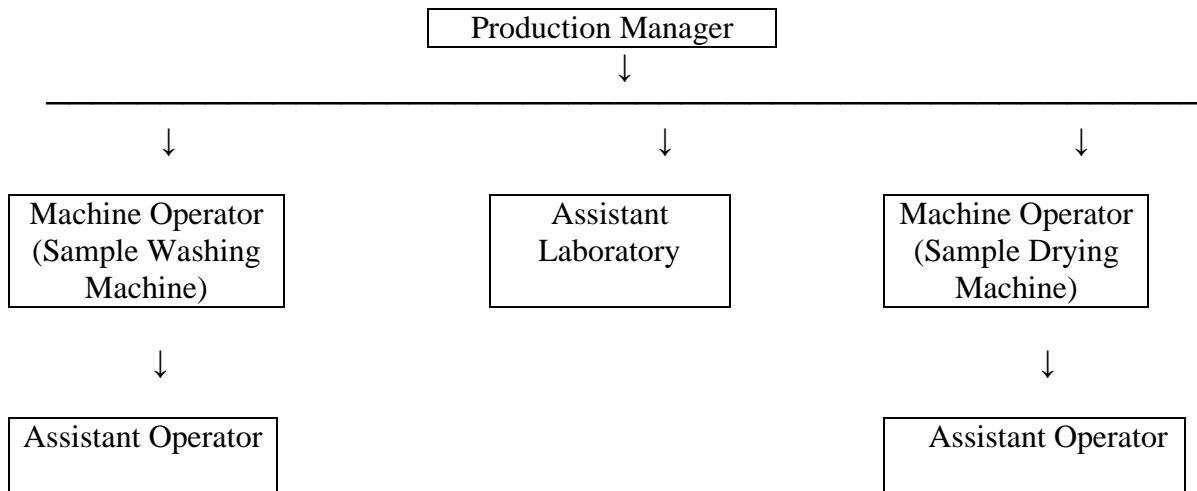 Production Manager
↓
↓ ↓ ↓
Machine Operator
(Sample Washing
Machine)
Assistant
Laboratory
Machine Operator
(Sample Drying
Machine)
↓ ↓
Assistant Operator
Assistant Operator